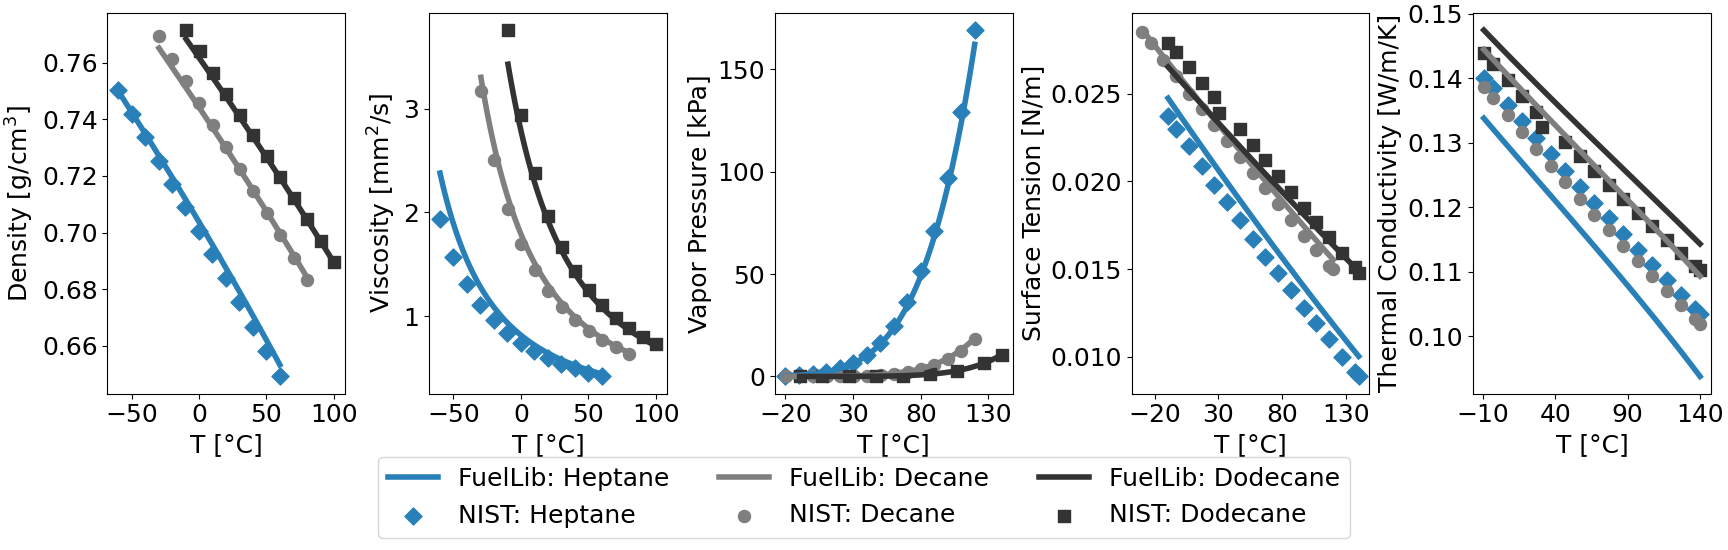 Density [g/cm³]
0.76
0.74
0.72
0.70
0.68
0.66
−50 0 50 100
T [°C]
Viscosity [mm²/s]
3
2
1
−50 0 50 100
T [°C]
Vapor Pressure [kPa]
150
100
50
0
−20 30 80 130
T [°C]
Surface Tension [N/m]
0.025
0.020
0.015
0.010
−20 30 80 130
T [°C]
Thermal Conductivity [W/m/K]
0.15
0.14
0.13
0.12
0.11
0.10
−10 40 90 140
T [°C]
FuelLib: Heptane FuelLib: Decane FuelLib: Dodecane
NIST: Heptane NIST: Decane NIST: Dodecane